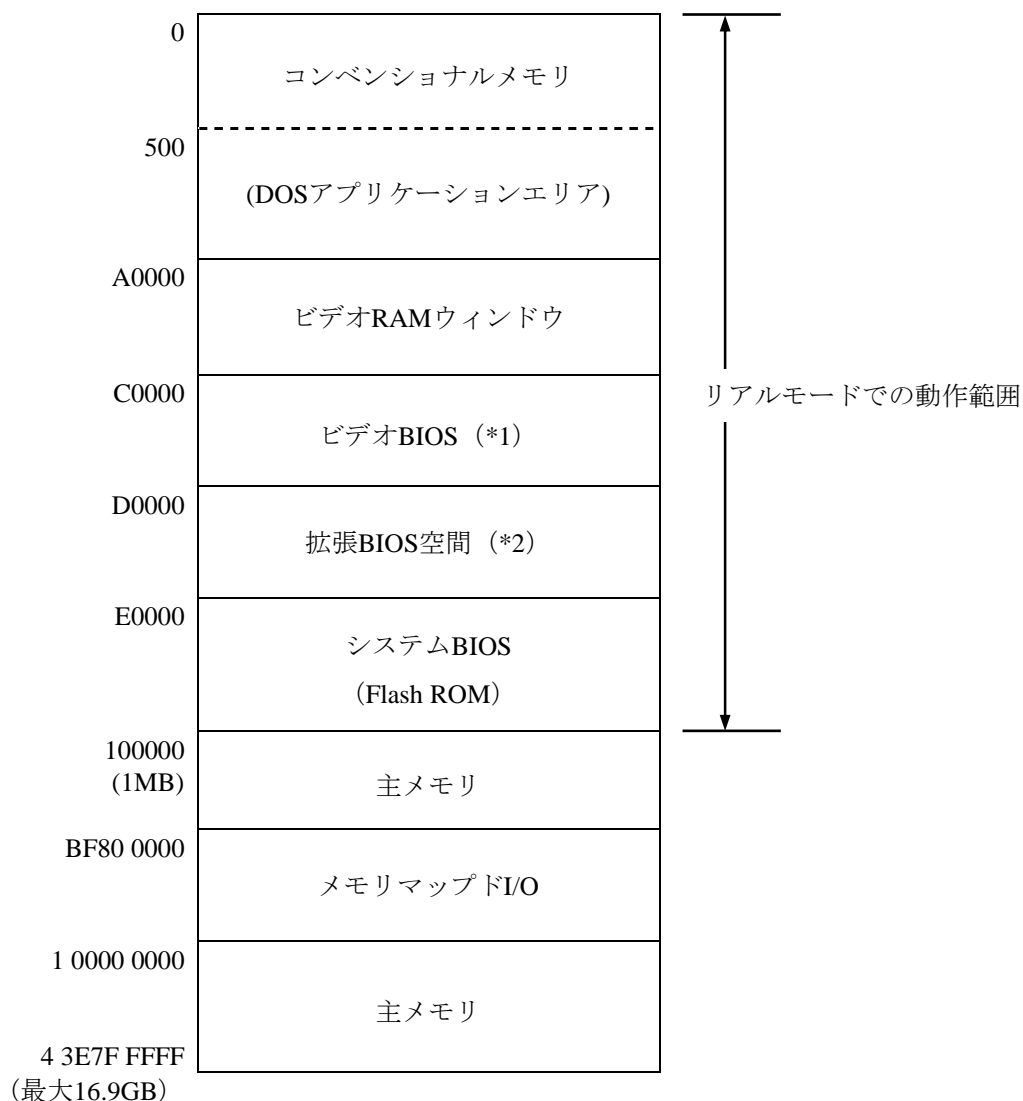 0
コンベンショナルメモリ
500
(DOSアプリケーションエリア)
A0000
ビデオRAMウィンドウ
C0000
リアルモードでの動作範囲
ビデオBIOS（*1）
D0000
拡張BIOS空間（*2）
E0000
システムBIOS
（Flash ROM）
100000
(1MB)
主メモリ
BF80 0000
メモリマップドI/O
1 0000 0000
主メモリ
4 3E7F FFFF
（最大16.9GB）